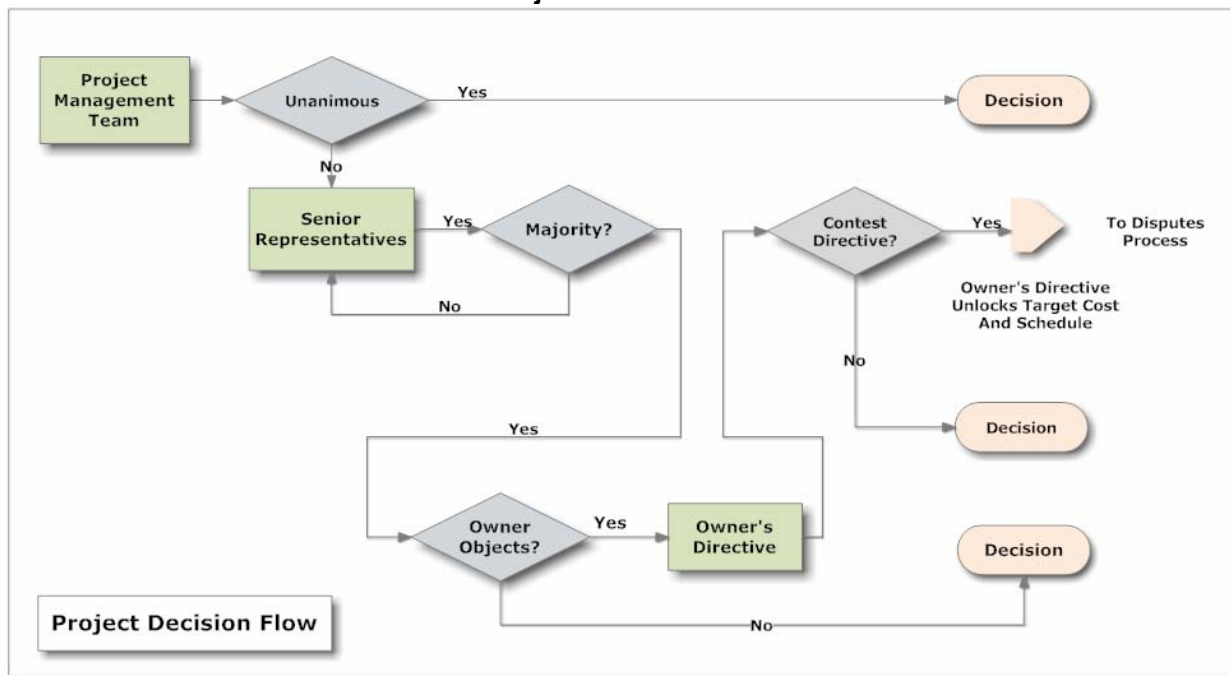 Project
Management
Team
Unanimous
Yes
Decision
No
Senior
Representatives
Yes
Majority?
No
Contest
Directive?
Yes
To Disputes
Process
Owner's Directive
Unlocks Target Cost
And Schedule
No
Yes
Decision
Owner
Objects?
Yes
Owner's
Directive
Decision
No
Project Decision Flow